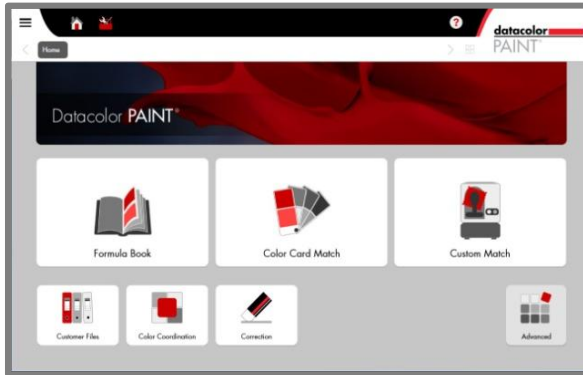 ?
datacolor
PAINT
Home
Datacolor PAINT®
Formula Book
Color Card Match
Custom Match
Customer Files
Color Coordination
Correction
Advanced